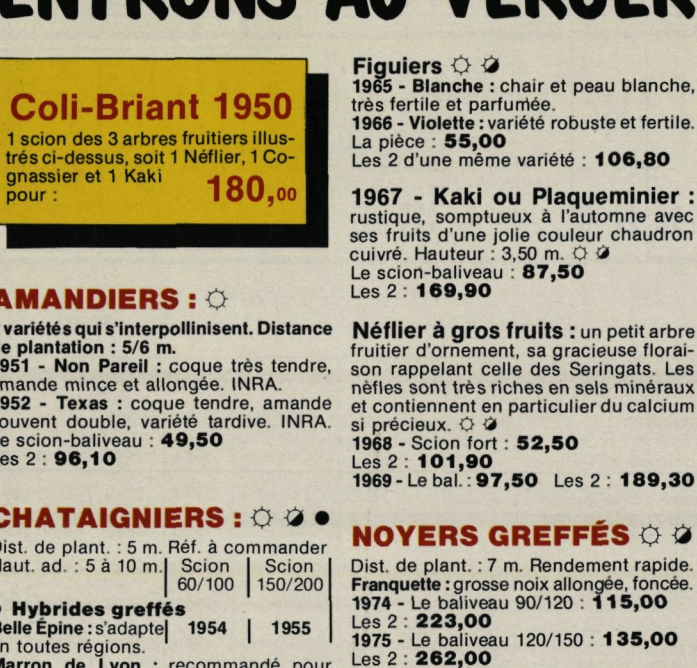 ENTRONS AU VERGER
Coli-Briant 1950
1 scion des 3 arbres fruitiers illus-
trés ci-dessus, soit 1 Néflier, 1 Co-
gnassier et 1 Kaki
pour : 180,00
AMANDIERS :
variétés qui s'interpollinisent. Distance
de plantation : 5/6 m.
1951 - Non Pareil : coque très tendre,
amande mince et allongée. INRA.
1952 - Texas : coque tendre, amande
souvent double, variété tardive. INRA.
Le scion-baliveau : 49,50
Les 2 : 96,10
CHATAIGNIERS :
Dist. de plant. : 5 m. Réf. à commander
Haut. ad. : 5 à 10 m. Scion Scion
60/100 150/200
Hybrides greffés
Belle Épine : s'adapte 1954 1955
en toutes régions.
Marron de Lyon : recommandé pour
Figuiers
1965 - Blanche : chair et peau blanche,
très fertile et parfumée.
1966 - Violette : variété robuste et fertile.
La pièce : 55,00
Les 2 d'une même variété : 106,80
1967 - Kaki ou Plaqueminier :
rustique, somptueux à l'automne avec
ses fruits d'une jolie couleur chaudron
cuivré. Hauteur : 3,50 m.
Le scion-baliveau : 87,50
Les 2 : 169,90
Néflier à gros fruits : un petit arbre
fruitier d'ornement, sa gracieuse florai-
son rappelant celle des Seringats. Les
nèfles sont très riches en sels minéraux
et contiennent en particulier du calcium
si précieux.
1968 - Scion fort : 52,50
Les 2 : 101,90
1969 - Le bal. : 97,50 Les 2 : 189,30
NOYERS GREFFÉS
Dist. de plant. : 7 m. Rendement rapide.
Franquette : grosse noix allongée, foncée.
1974 - Le baliveau 90/120 : 115,00
Les 2 : 223,00
1975 - Le baliveau 120/150 : 135,00
Les 2 : 262,00